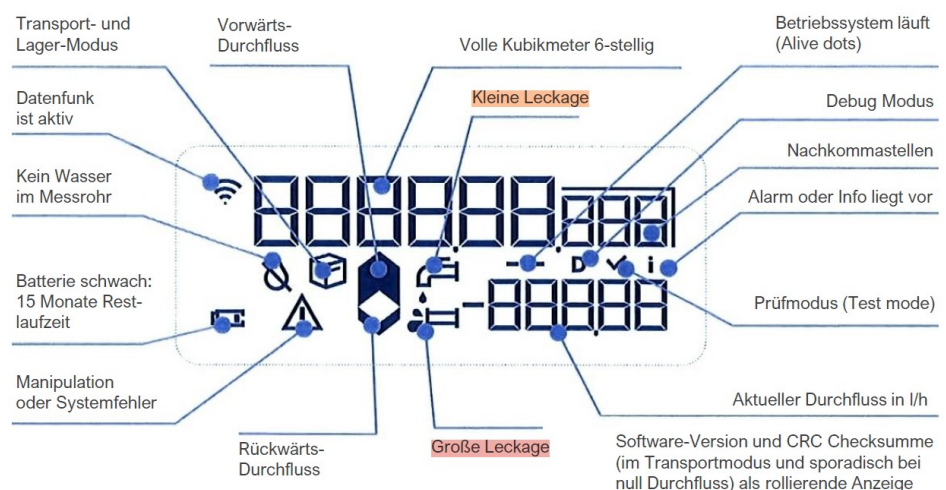 Transport- und
Lager-Modus
Vorwärts-
Durchfluss
Volle Kubikmeter 6-stellig
Betriebssystem läuft
(Alive dots)
Kleine Leckage
Datenfunk
ist aktiv
Debug Modus
Nachkommastellen
Kein Wasser
im Messrohr
Alarm oder Info liegt vor
888888888
D
i
Batterie schwach:
15 Monate Rest-
laufzeit
Prüfmodus (Test mode)
-88888
Manipulation
oder Systemfehler
Aktueller Durchfluss in l/h
Rückwärts-
Durchfluss
Große Leckage
Software-Version und CRC Checksumme
(im Transportmodus und sporadisch bei
null Durchfluss) als rollierende Anzeige